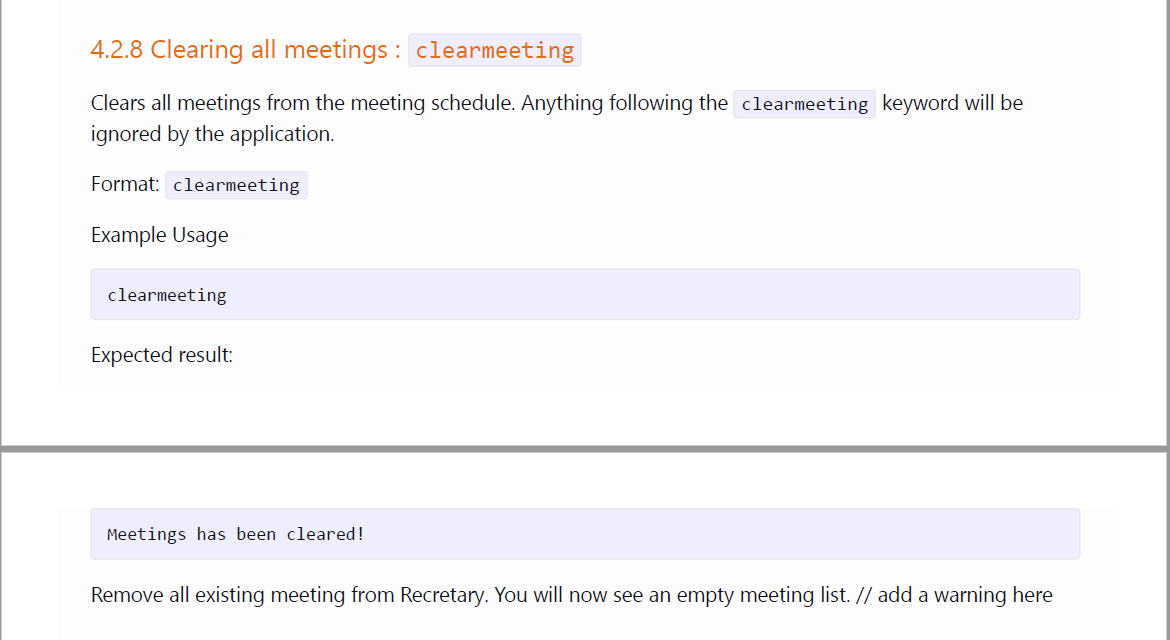 4.2.8 Clearing all meetings : clearmeeting
Clears all meetings from the meeting schedule. Anything following the clearmeeting keyword will be
ignored by the application.
Format: clearmeeting
Example Usage
clearmeeting
Expected result:
Meetings has been cleared!
Remove all existing meeting from Recretary. You will now see an empty meeting list. // add a warning here